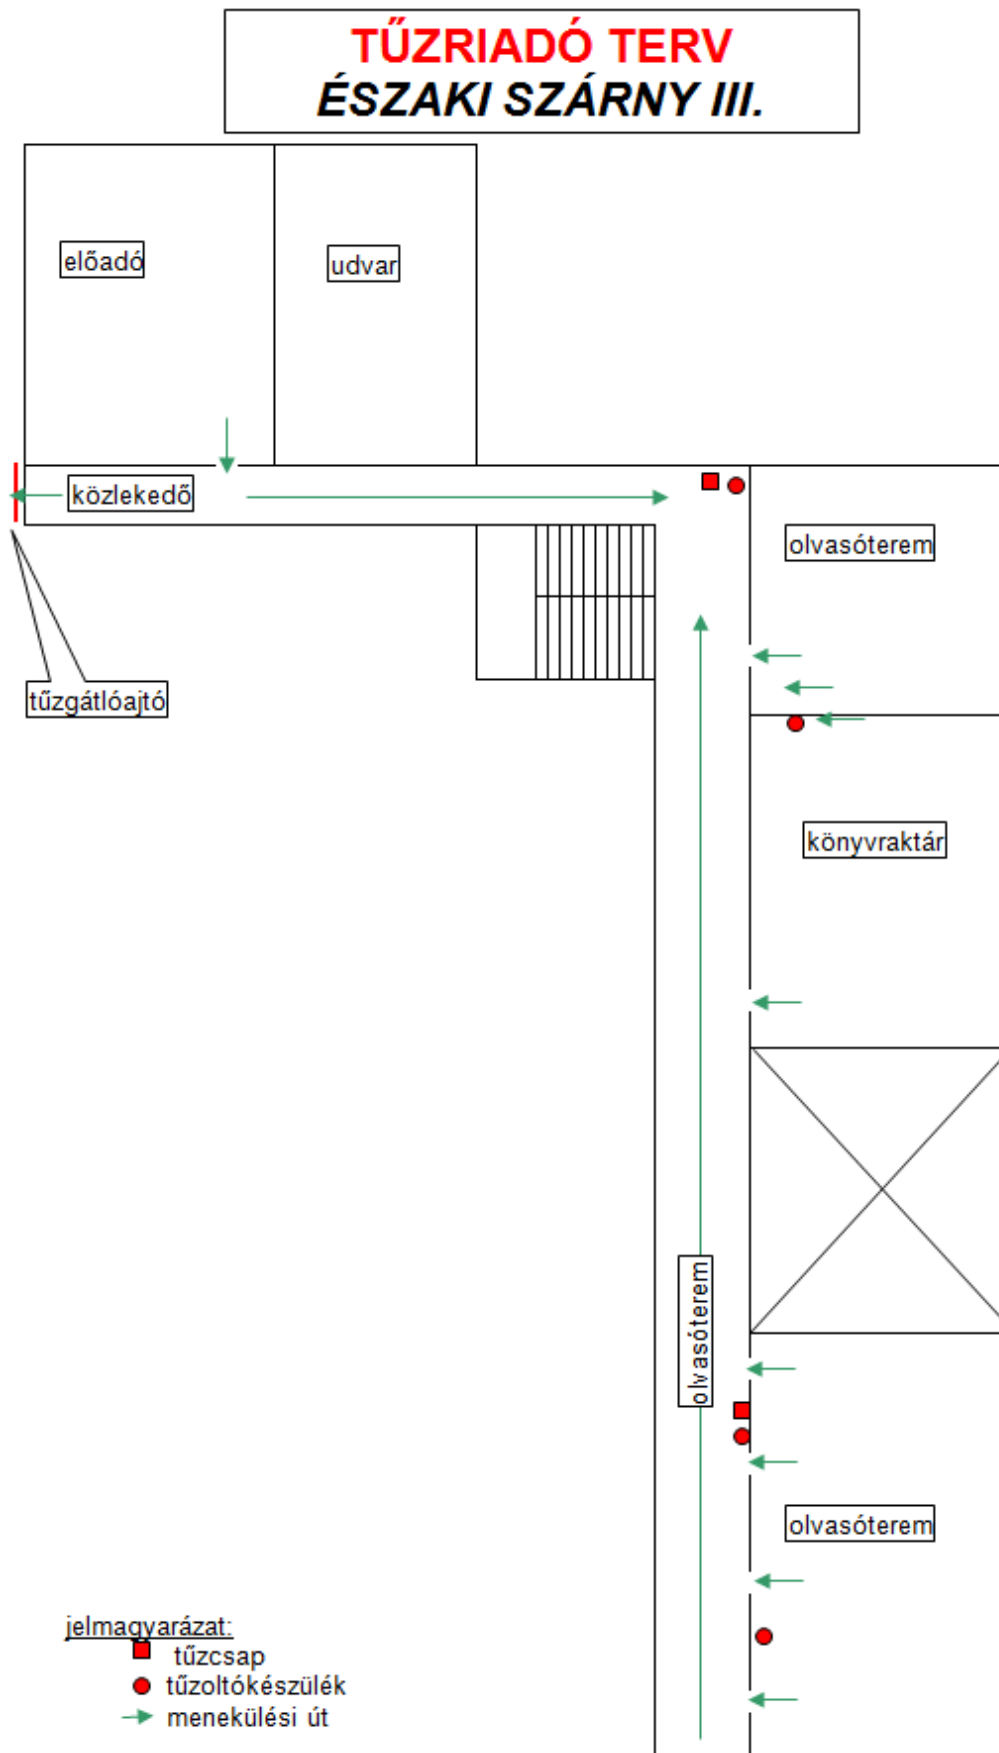 TŰZRIADÓ TERV
ÉSZAKI SZÁRNY III.
előadó
udvar
közlekedő
olvasóterem
tűzgátlóajtó
könyvraktár
olvasóterem
olvasóterem
jelmagyarázat:
tűzcsap
tűzoltókészülék
menekülési út